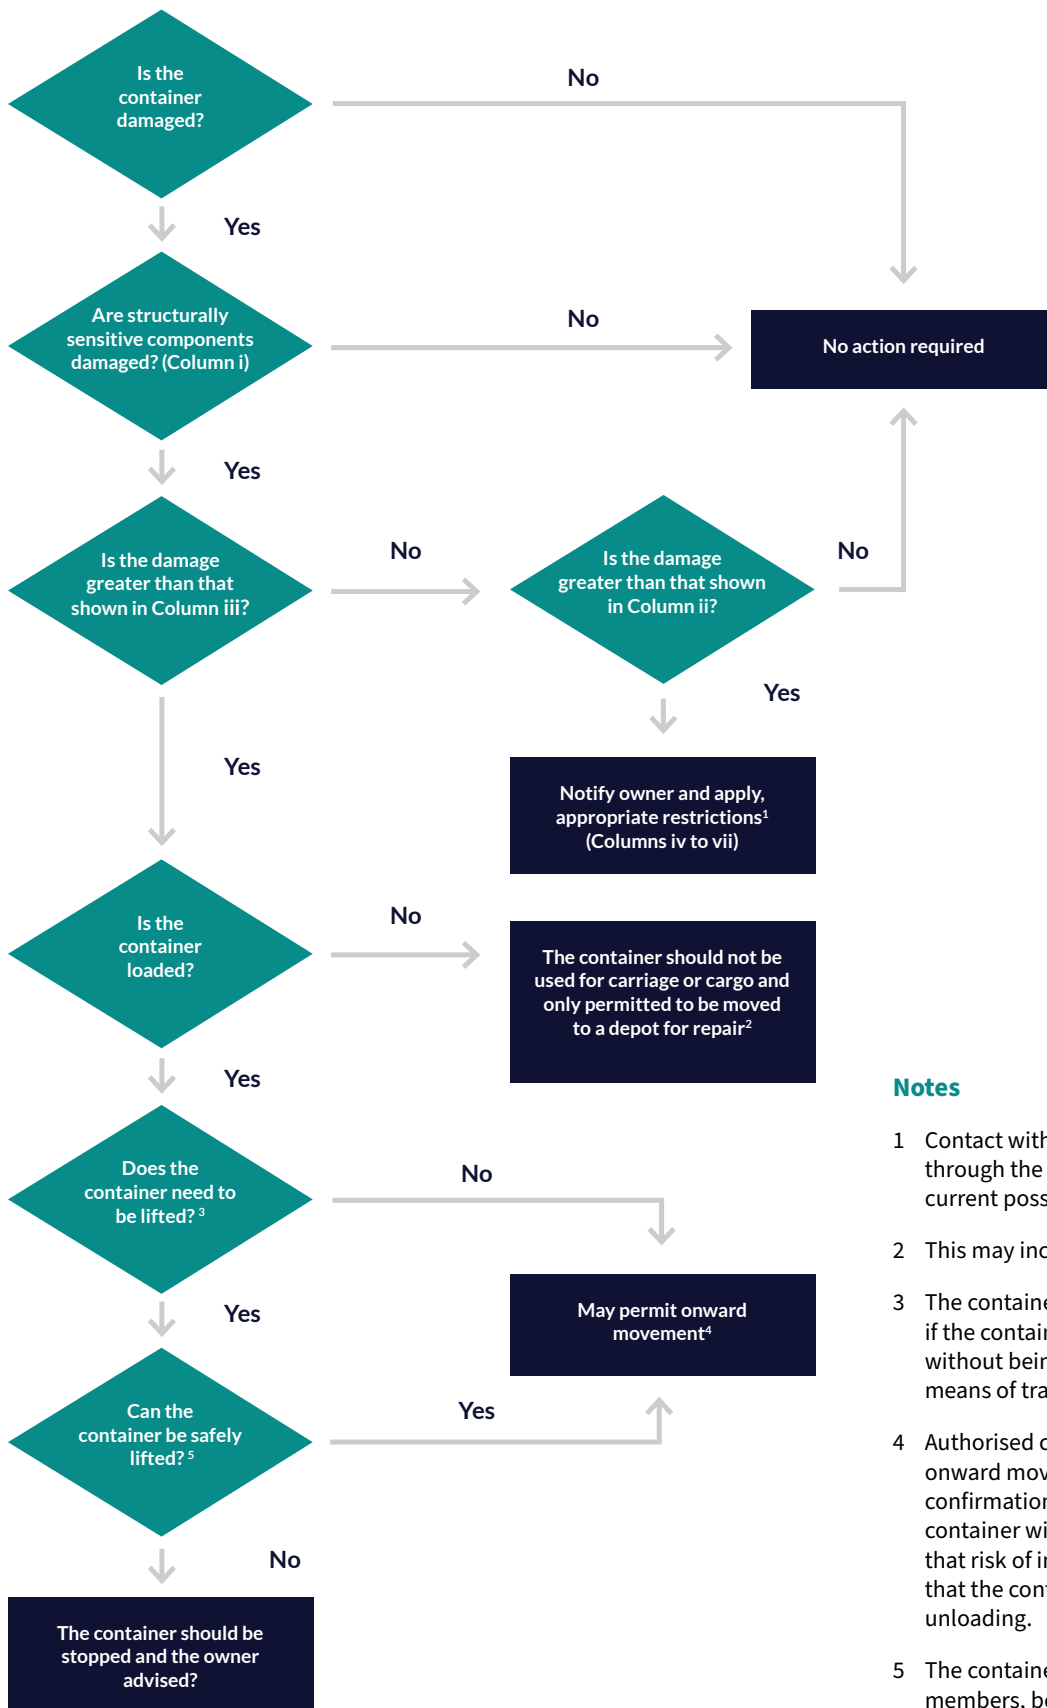 Is the
container
damaged?
No
Yes
Are structurally
sensitive components
damaged? (Column i)
No
No action required
Yes
Is the damage
greater than that
shown in Column iii?
No
Is the damage
greater than that shown
in Column ii?
No
Yes
Yes
Notify owner and apply,
appropriate restrictions¹
(Columns iv to vii)
Is the
container
loaded?
No
The container should not be
used for carriage or cargo and
only permitted to be moved
to a depot for repair²
Yes
Does the
container need to
be lifted? ³
No
May permit onward
movement⁴
Yes
Can the
container be safely
lifted? ⁵
Yes
No
The container should be
stopped and the owner
advised?
Notes
1 Contact with
through the
current poss
2 This may inc
3 The containe
if the contain
without bein
means of tra
4 Authorised o
onward mov
confirmation
container wi
that risk of in
that the cont
unloading.
5 The containe
members, be